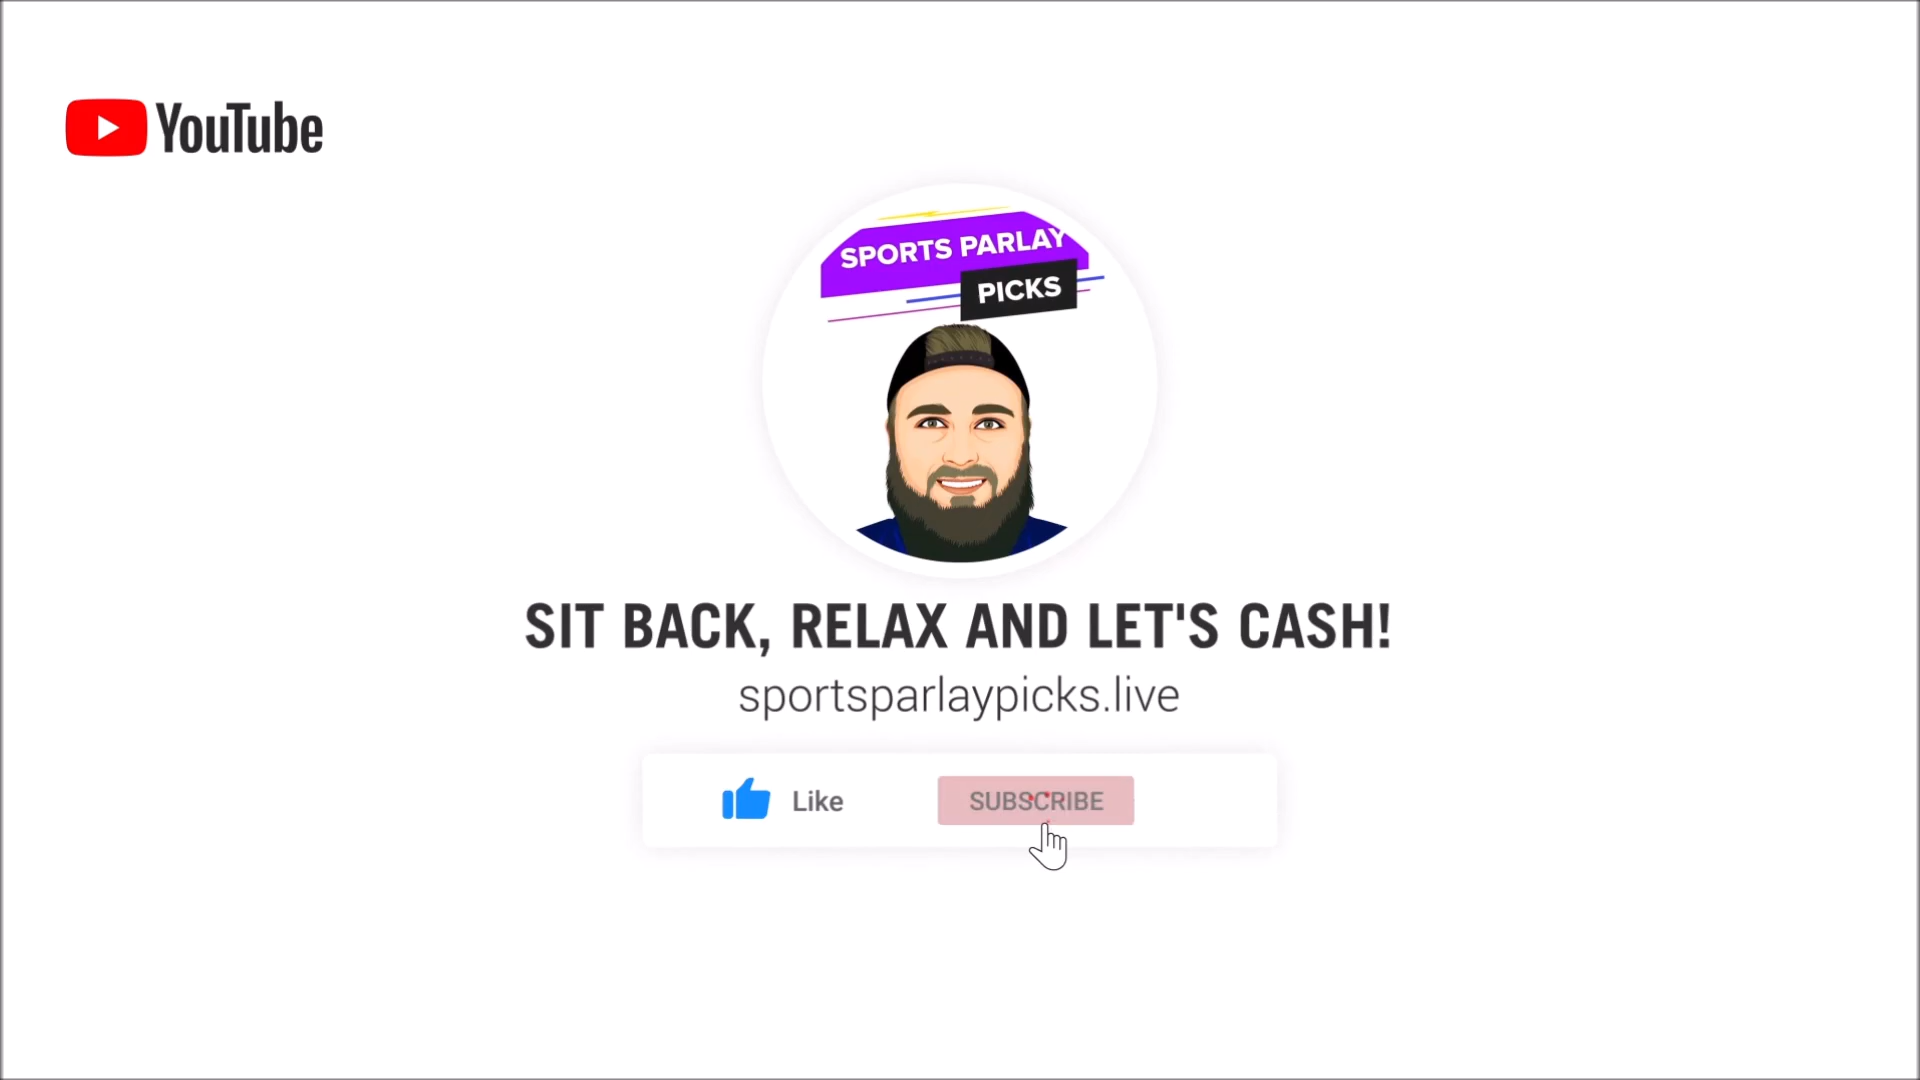 YouTube
SPORTS PARLAY
PICKS
SIT BACK, RELAX AND LET'S CASH!
sportsparlaypicks.live
Like
SUBSCRIBE